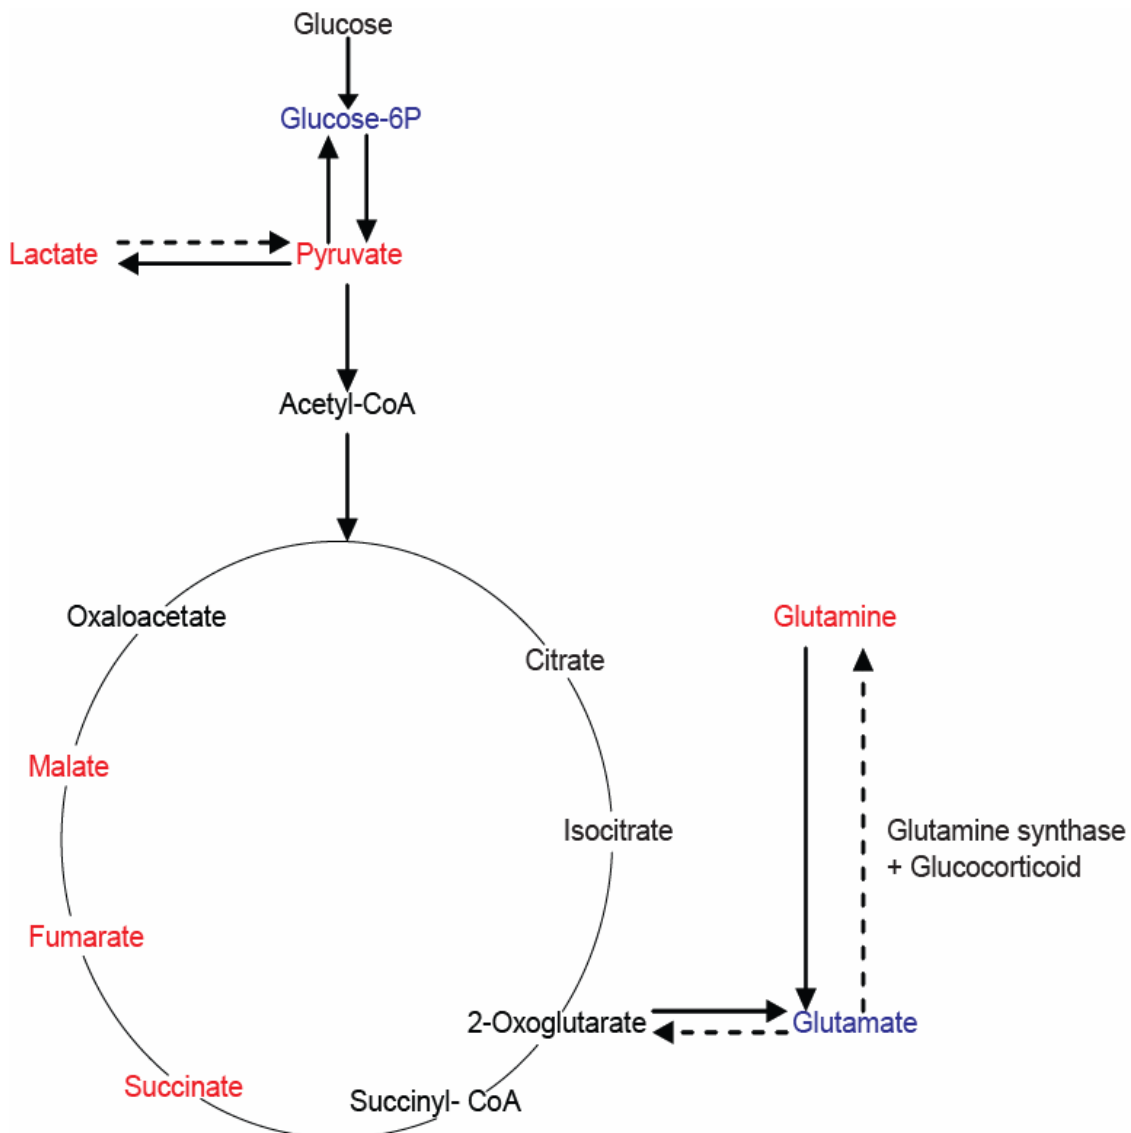 Glucose
Glucose-6P
Lactate
Pyruvate
Acetyl-CoA
Oxaloacetate
Glutamine
Citrate
Malate
Isocitrate
Glutamine synthase
+ Glucocorticoid
Fumarate
2-Oxoglutarate
Glutamate
Succinate
Succinyl- CoA